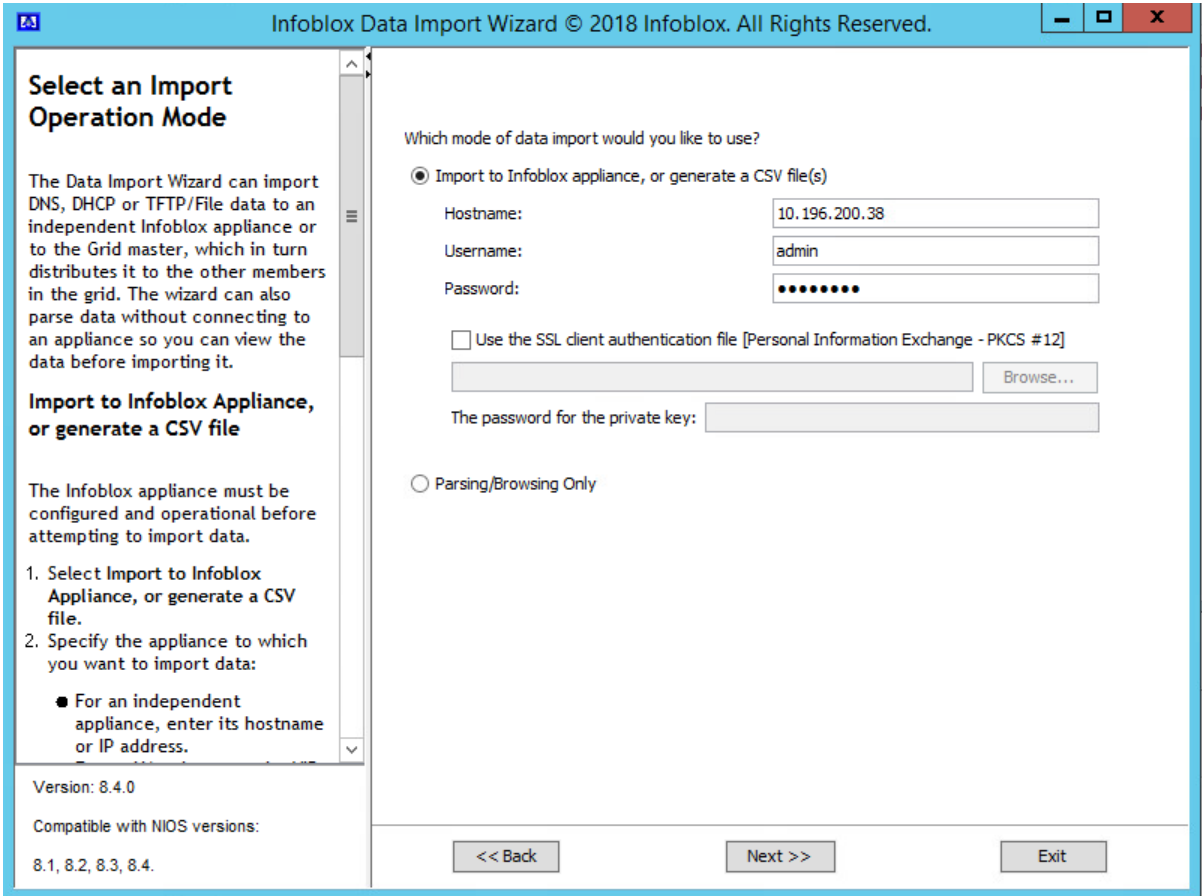 Infoblox Data Import Wizard © 2018 Infoblox. All Rights Reserved.
Select an Import
Operation Mode
The Data Import Wizard can import
DNS, DHCP or TFTP/File data to an
independent Infoblox appliance or
to the Grid master, which in turn
distributes it to the other members
in the grid. The wizard can also
parse data without connecting to
an appliance so you can view the
data before importing it.
Import to Infoblox Appliance,
or generate a CSV file
The Infoblox appliance must be
configured and operational before
attempting to import data.
1. Select Import to Infoblox
Appliance, or generate a CSV
file.
2. Specify the appliance to which
you want to import data:
● For an independent
appliance, enter its hostname
or IP address.
Version: 8.4.0
Compatible with NIOS versions:
8.1, 8.2, 8.3, 8.4.
Which mode of data import would you like to use?
Import to Infoblox appliance, or generate a CSV file(s)
Hostname: 10.196.200.38
Username: admin
Password: ●●●●●●●●
Use the SSL client authentication file [Personal Information Exchange - PKCS #12]
Browse...
The password for the private key:
Parsing/Browsing Only
<< Back Next >> Exit